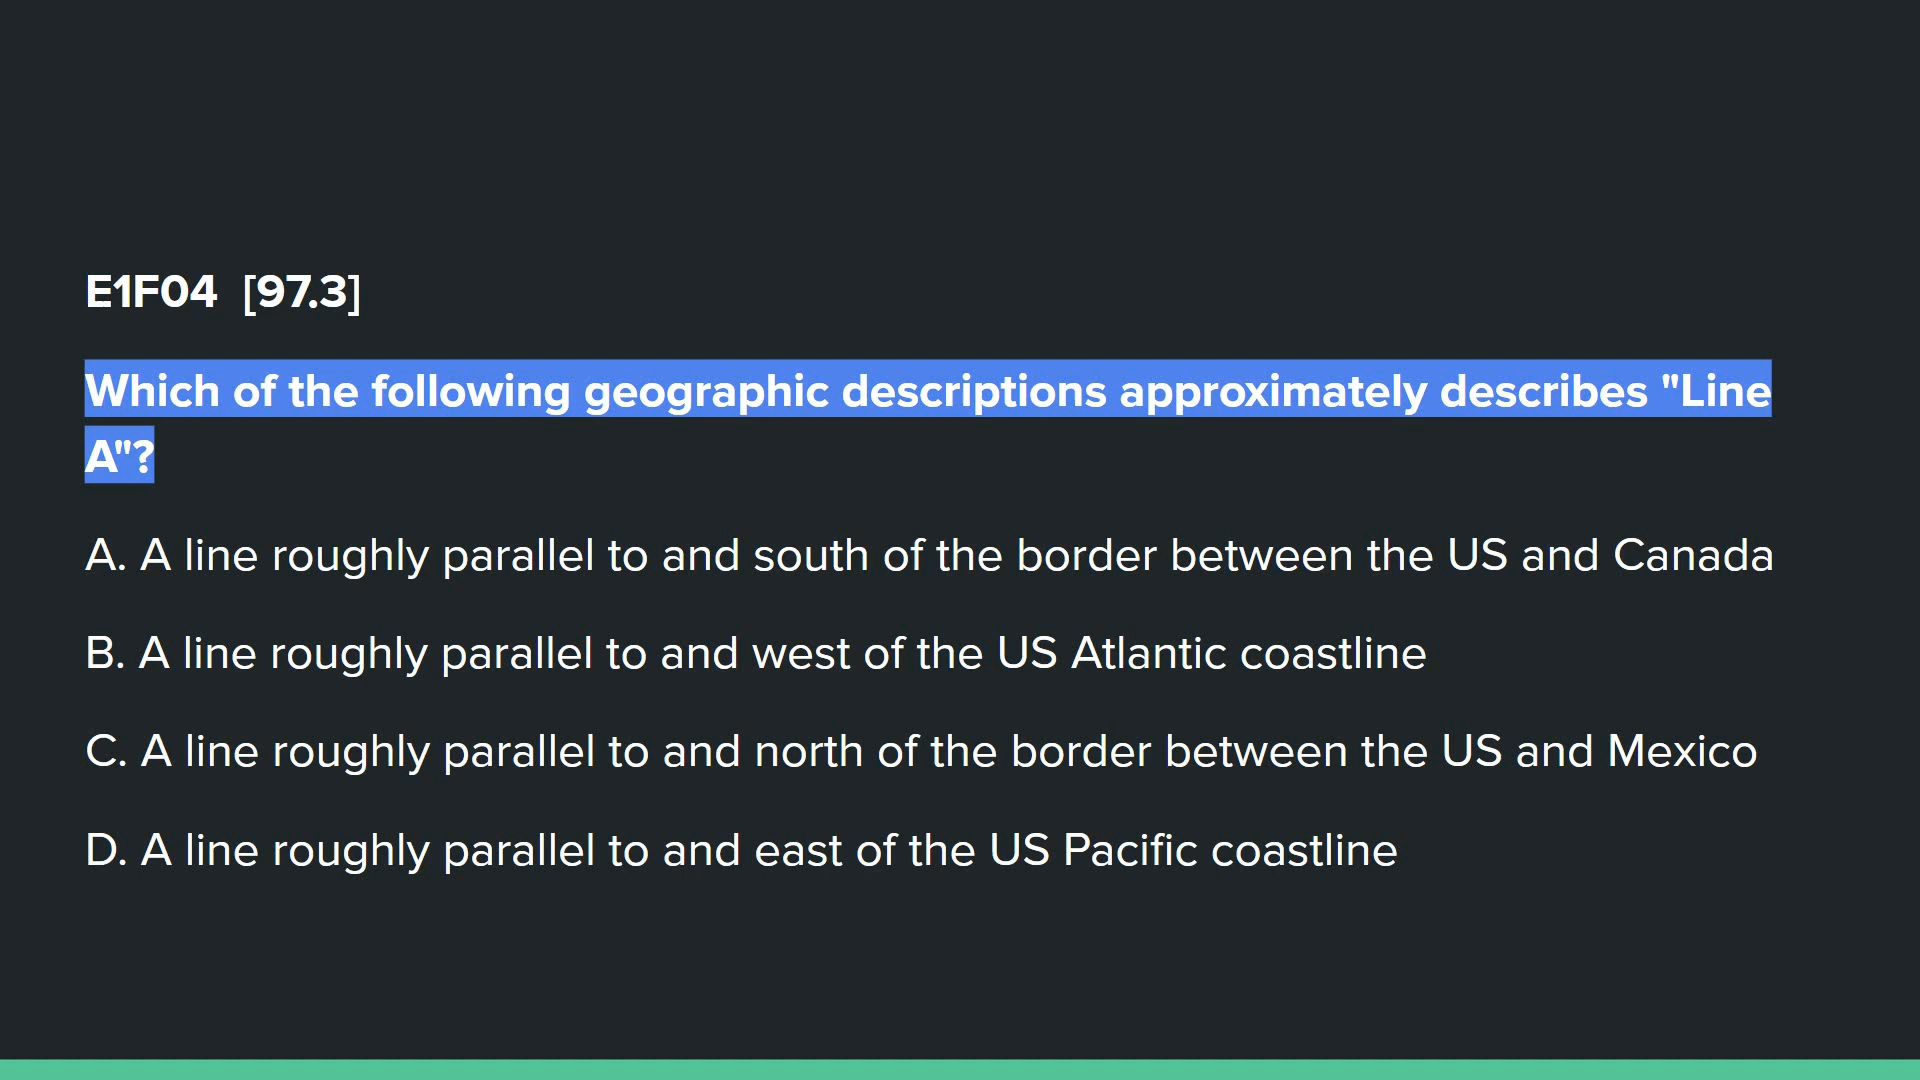 E1F04  [97.3]
Which of the following geographic descriptions approximately describes "Line
A"?
A. A line roughly parallel to and south of the border between the US and Canada
B. A line roughly parallel to and west of the US Atlantic coastline
C. A line roughly parallel to and north of the border between the US and Mexico
D. A line roughly parallel to and east of the US Pacific coastline